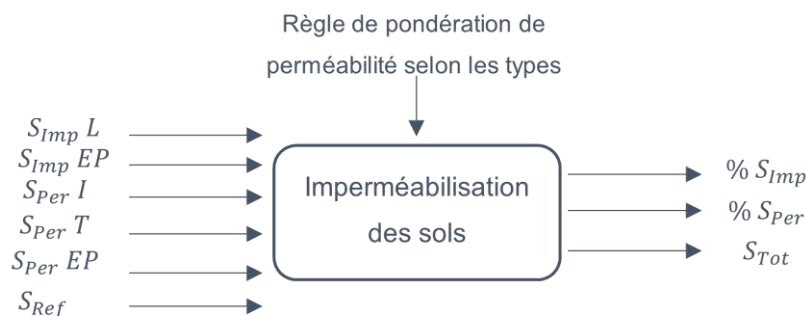 Règle de pondération de
perméabilité selon les types
S_Imp L
S_Imp EP
S_Per I
S_Per T
S_Per EP
S_Ref
Imperméabilisation
des sols
% S_Imp
% S_Per
S_Tot